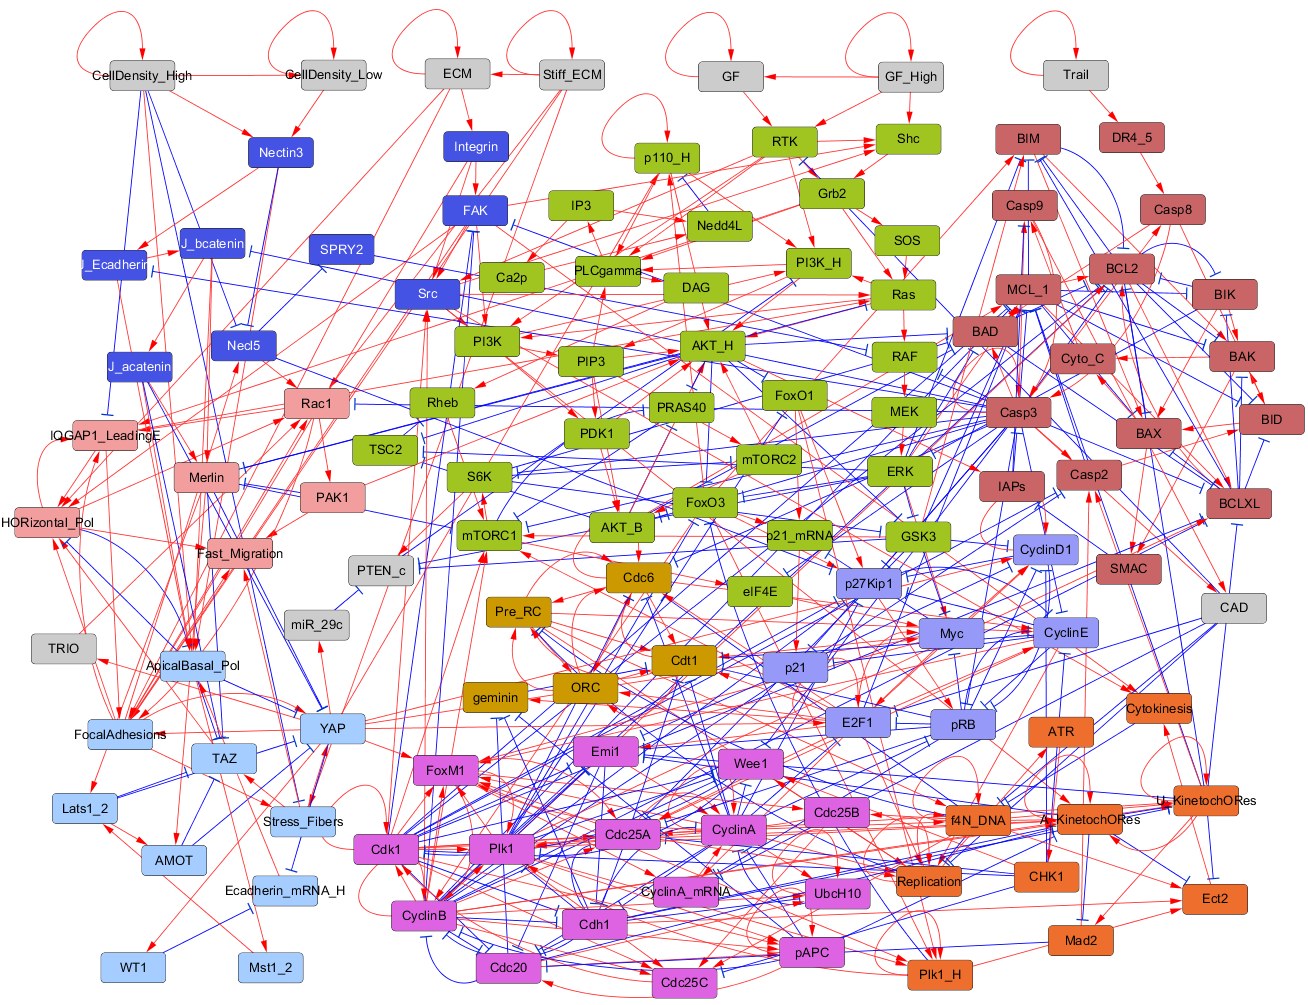 CellDensity_High
CellDensity_Low
ECM
Stiff_ECM
GF
GF_High
Trail
Nectin3
Integrin
p110_H
RTK
Shc
BIM
DR4_5
FAK
IP3
Grb2
Casp9
Casp8
J_bcatenin
SPRY2
Nedd4L
SOS
J_Ecadherin
Ca2p
PLCgamma
PI3K_H
BCL2
Src
DAG
Ras
MCL_1
BIK
Necl5
PI3K
AKT_H
BAD
J_acatenin
PIP3
RAF
Cyto_C
BAK
Rac1
Rheb
PRAS40
FoxO1
MEK
Casp3
BID
IQGAP1_LeadingE
TSC2
PDK1
mTORC2
BAX
Merlin
S6K
ERK
Casp2
PAK1
FoxO3
IAPs
BCLXL
HORizontal_Pol
Fast_Migration
mTORC1
AKT_B
p21_mRNA
GSK3
CyclinD1
PTEN_c
Cdc6
eIF4E
p27Kip1
SMAC
TRIO
miR_29c
Pre_RC
Myc
CyclinE
CAD
ApicalBasal_Pol
Cdt1
p21
geminin
ORC
FocalAdhesions
YAP
E2F1
pRB
Cytokinesis
TAZ
FoxM1
Emi1
Wee1
ATR
Lats1_2
Stress_Fibers
Cdc25B
U_KinetochORes
Cdk1
Plk1
Cdc25A
CyclinA
f4N_DNA
A_KinetochORes
AMOT
Ecadherin_mRNA_H
CyclinA_mRNA
UbcH10
Replication
CHK1
CyclinB
Cdh1
Ect2
WT1
Mst1_2
Cdc20
Cdc25C
pAPC
Plk1_H
Mad2